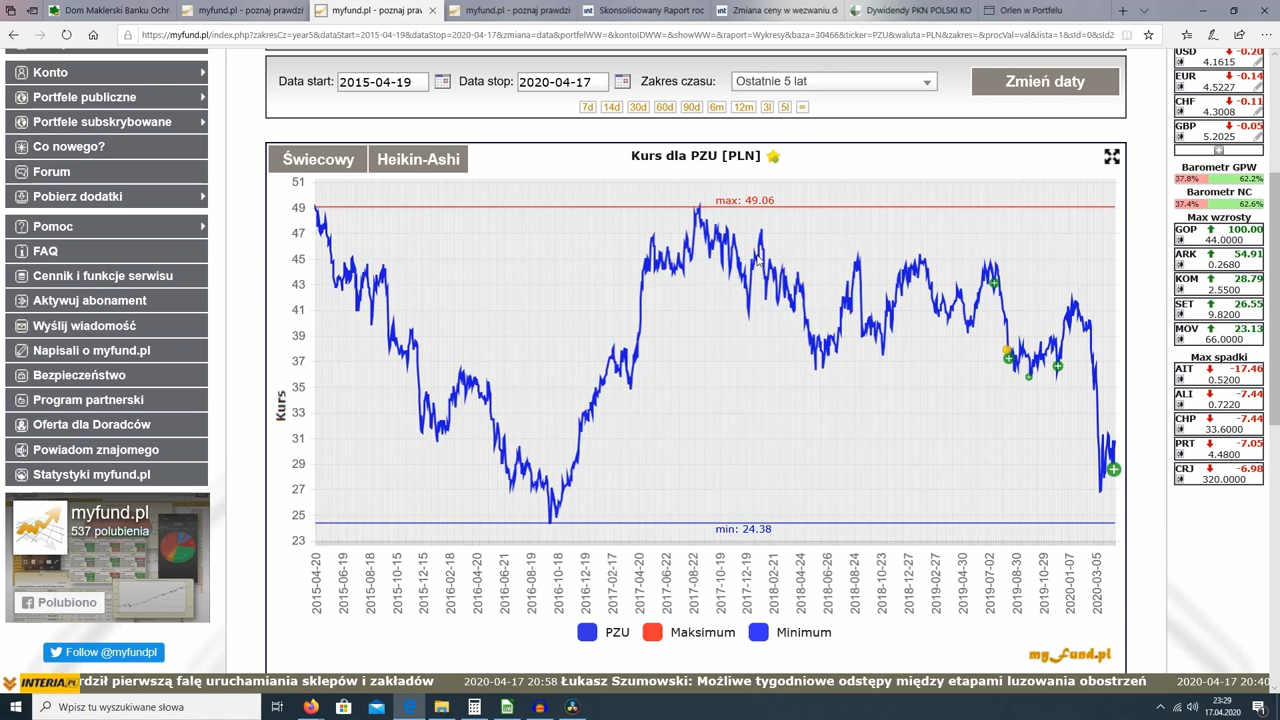 Dom Maklerski Banku Ochr
myfund.pl - poznaj prawdzi
myfund.pl - poznaj praw
myfund.pl - poznaj prawdzi
Skonsolidowany Raport roc
Zmiana ceny w wezwaniu do
Dywidendy PKN POLSKI KO
Orlen w Portfelu
https://myfund.pl/index.php?zakresCz=year5&dataStart=2015-04-19&dataStop=2020-04-17&zmiana=data&portfelWW=&kontoIDWW=&showWW=&raport=Wykresy&baza=30466&ticker=PZU&waluta=PLN&lista=1&sId=0&sId2
Konto
Portfele publiczne
Portfele subskrybowane
Co nowego?
Forum
Pobierz dodatki
Pomoc
FAQ
Cennik i funkcje serwisu
Aktywuj abonament
Wyślij wiadomość
Napisali o myfund.pl
Bezpieczeństwo
Program partnerski
Oferta dla Doradców
Powiadom znajomego
Statystyki myfund.pl
myfund.pl
537 polubienia
Polubiono
Follow @myfundpl
Data start:
2015-04-19
Data stop:
2020-04-17
Zakres czasu:
Ostatnie 5 lat
Zmień daty
7d
14d
30d
60d
90d
6m
12m
3l
5l
∞
Świecowy
Heikin-Ashi
Kurs dla PZU [PLN]
51
49
47
45
43
41
39
37
35
33
31
29
27
25
23
Kurs
max: 49.06
min: 24.38
2015-04-20
2015-06-19
2015-08-18
2015-10-15
2015-12-15
2016-02-18
2016-04-20
2016-06-21
2016-08-19
2016-10-18
2016-12-16
2017-02-17
2017-04-20
2017-06-22
2017-08-22
2017-10-19
2017-12-19
2018-02-21
2018-04-24
2018-06-26
2018-08-24
2018-10-23
2018-12-27
2019-02-27
2019-04-30
2019-07-02
2019-08-30
2019-10-29
2020-01-07
2020-03-05
PZU
Maksimum
Minimum
myfund.pl
USD
-0.20
4.1615
EUR
-0.14
4.5227
CHF
-0.11
4.3008
GBP
-0.05
5.2025
Barometr GPW
37.8%
62.2%
Barometr NC
37.4%
62.6%
Max wzrosty
GOP
100.00
44.0000
ARK
54.91
0.2680
KOM
28.79
2.5500
SET
26.55
9.8200
MOV
23.13
66.0000
Max spadki
AIT
-17.46
0.5200
ALI
-7.44
0.7220
CHP
-7.44
33.6000
PRT
-7.05
4.4800
CRJ
-6.98
320.0000
INTERIA.PL
rdził pierwszą falę uruchamiania sklepów i zakładów
2020-04-17 20:58 Łukasz Szumowski: Możliwe tygodniowe odstępy między etapami luzowania obostrzeń
2020-04-17 20:40
Wpisz tu wyszukiwane słowa
23:29
17.04.2020